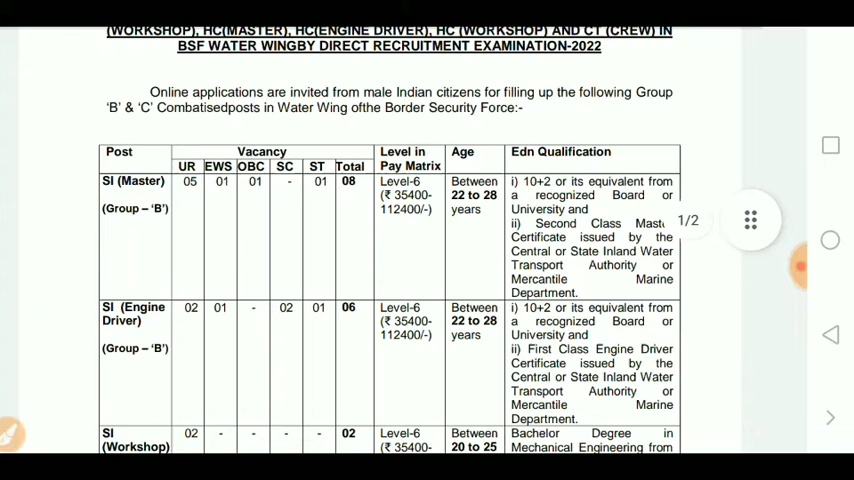 (WORKSHOP), HC(MASTER), HC(ENGINE DRIVER), HC (WORKSHOP) AND CT (CREW) IN
BSF WATER WINGBY DIRECT RECRUITMENT EXAMINATION-2022
Online applications are invited from male Indian citizens for filling up the following Group
'B' & 'C' Combatisedposts in Water Wing ofthe Border Security Force:-
Post Vacancy Level in Pay Matrix Age Edn Qualification
UR EWS OBC SC ST Total
SI (Master) 05 01 01 - 01 08 Level-6 Between i) 10+2 or its equivalent from
(₹ 35400- 22 to 28 a recognized Board or
(Group – 'B') 112400/-) years University and
ii) Second Class
1/2
Certificate issued by the
Central or State Inland Water
Transport Authority or
Mercantile Marine
Department.
SI (Engine 02 01 - 02 01 06 Level-6 Between i) 10+2 or its equivalent from
Driver) (₹ 35400- 22 to 28 a recognized Board or
112400/-) years University and
(Group – 'B') ii) First Class Engine Driver
Certificate issued by the
Central or State Inland Water
Transport Authority or
Mercantile Marine
Department.
SI 02 - - - - 02 Level-6 Between Bachelor Degree in
(Workshop) (₹ 35400- 20 to 25 Mechanical Engineering from